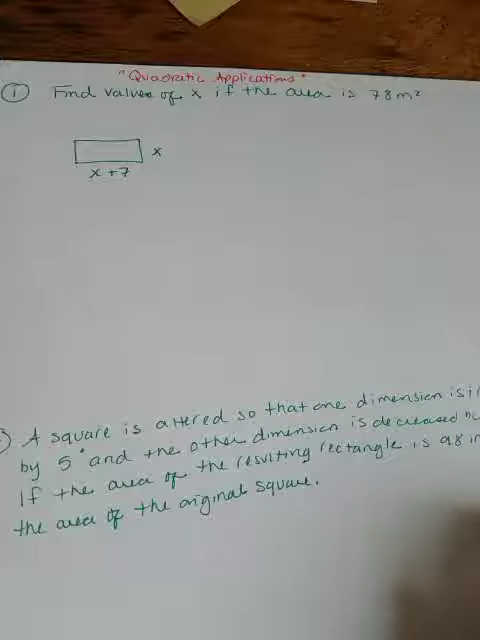 "Quadratic Applications"
① Find values of x if the area is 78 m²
x
x + 7
A square is altered so that one dimension is
by 5" and the other dimension is decreased
If the area of the resulting rectangle is 98 in
the area of the original square.